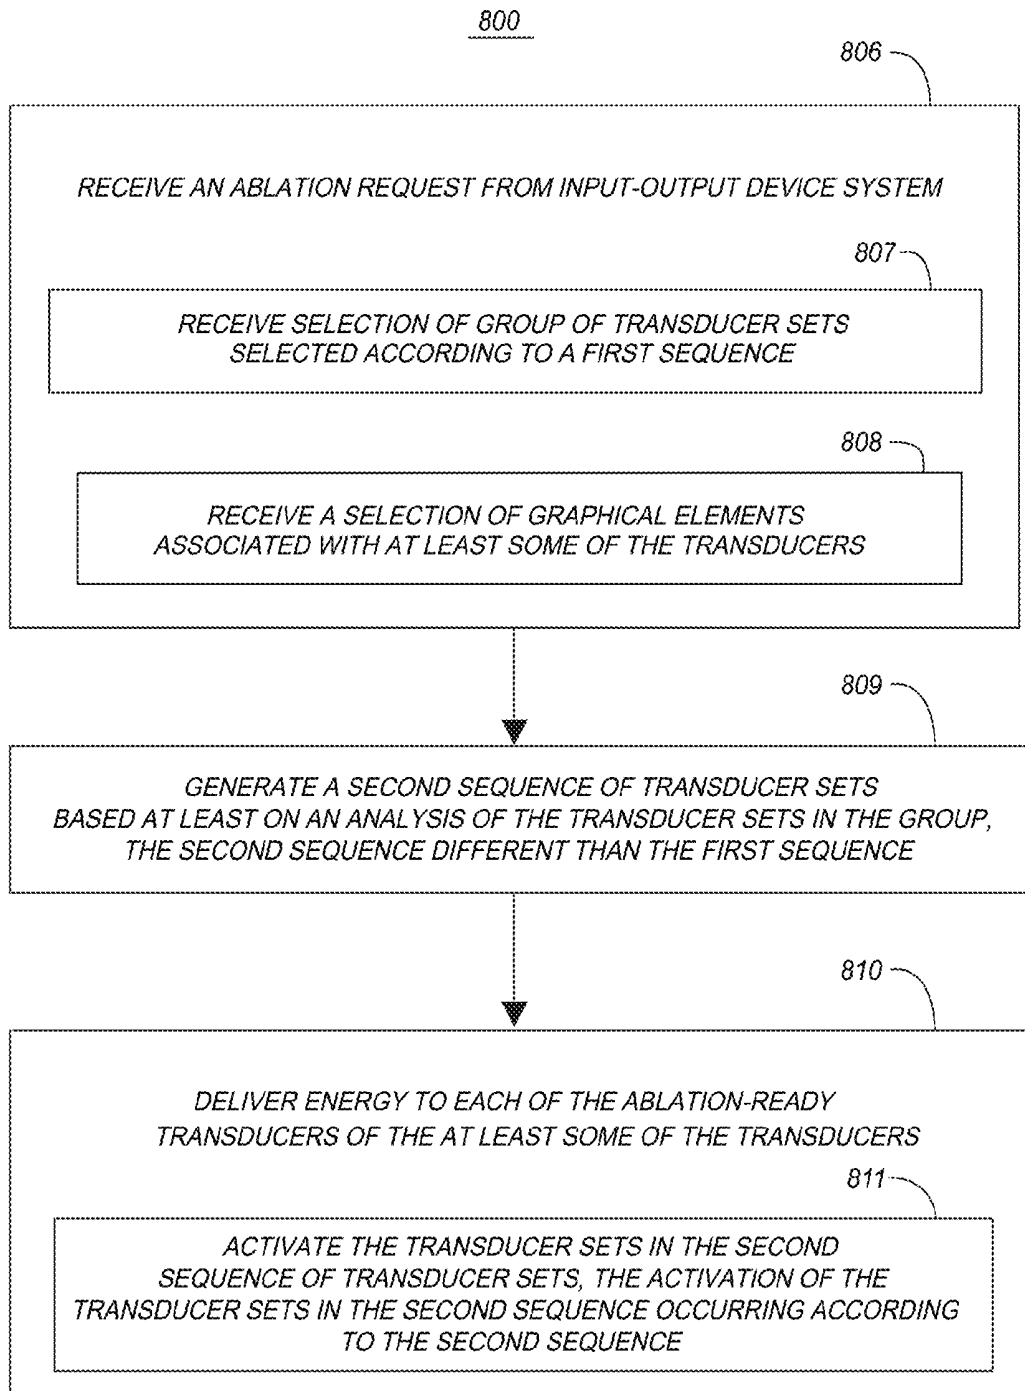 800
806
RECEIVE AN ABLATION REQUEST FROM INPUT-OUTPUT DEVICE SYSTEM
807
RECEIVE SELECTION OF GROUP OF TRANSDUCER SETS
SELECTED ACCORDING TO A FIRST SEQUENCE
808
RECEIVE A SELECTION OF GRAPHICAL ELEMENTS
ASSOCIATED WITH AT LEAST SOME OF THE TRANSDUCERS
809
GENERATE A SECOND SEQUENCE OF TRANSDUCER SETS
BASED AT LEAST ON AN ANALYSIS OF THE TRANSDUCER SETS IN THE GROUP,
THE SECOND SEQUENCE DIFFERENT THAN THE FIRST SEQUENCE
810
DELIVER ENERGY TO EACH OF THE ABLATION-READY
TRANSDUCERS OF THE AT LEAST SOME OF THE TRANSDUCERS
811
ACTIVATE THE TRANSDUCER SETS IN THE SECOND
SEQUENCE OF TRANSDUCER SETS, THE ACTIVATION OF THE
TRANSDUCER SETS IN THE SECOND SEQUENCE OCCURRING ACCORDING
TO THE SECOND SEQUENCE